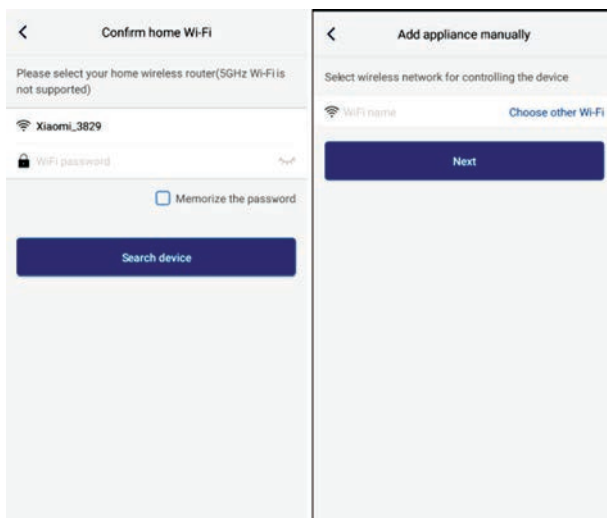 Confirm home Wi-Fi
Please select your home wireless router(5GHz Wi-Fi is
not supported)
Xiaomi_3829
WiFi password
Memorize the password
Search device
Add appliance manually
Select wireless network for controlling the device
WiFi name
Choose other Wi-Fi
Next